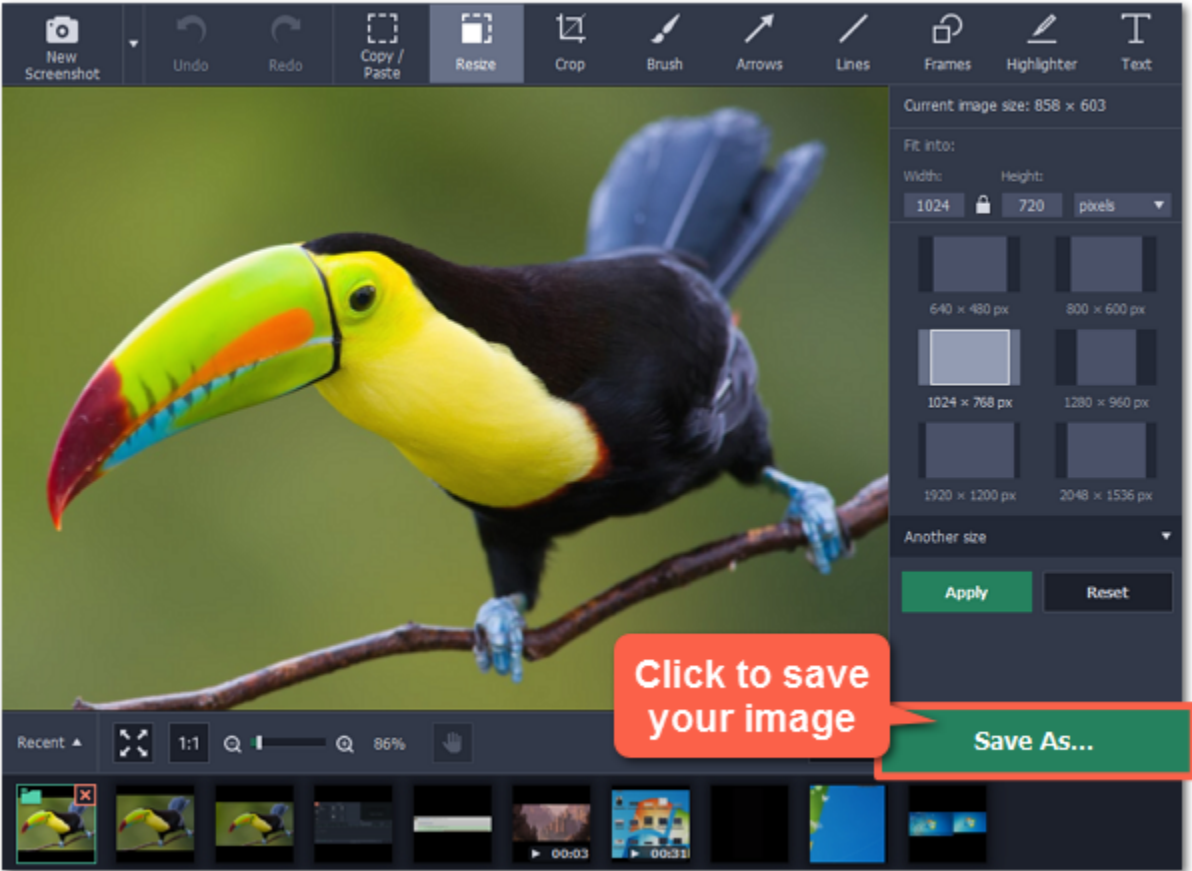 New
Screenshot
Undo
Redo
Copy /
Paste
Resize
Crop
Brush
Arrows
Lines
Frames
Highlighter
Text
Current image size: 858 × 603
Fit into:
Width:
Height:
1024
720
pixels
640 × 480 px
800 × 600 px
1024 × 768 px
1280 × 960 px
1920 × 1200 px
2048 × 1536 px
Another size
Apply
Reset
Click to save
your image
Save As...
Recent
1:1
86%
00:03
00:31